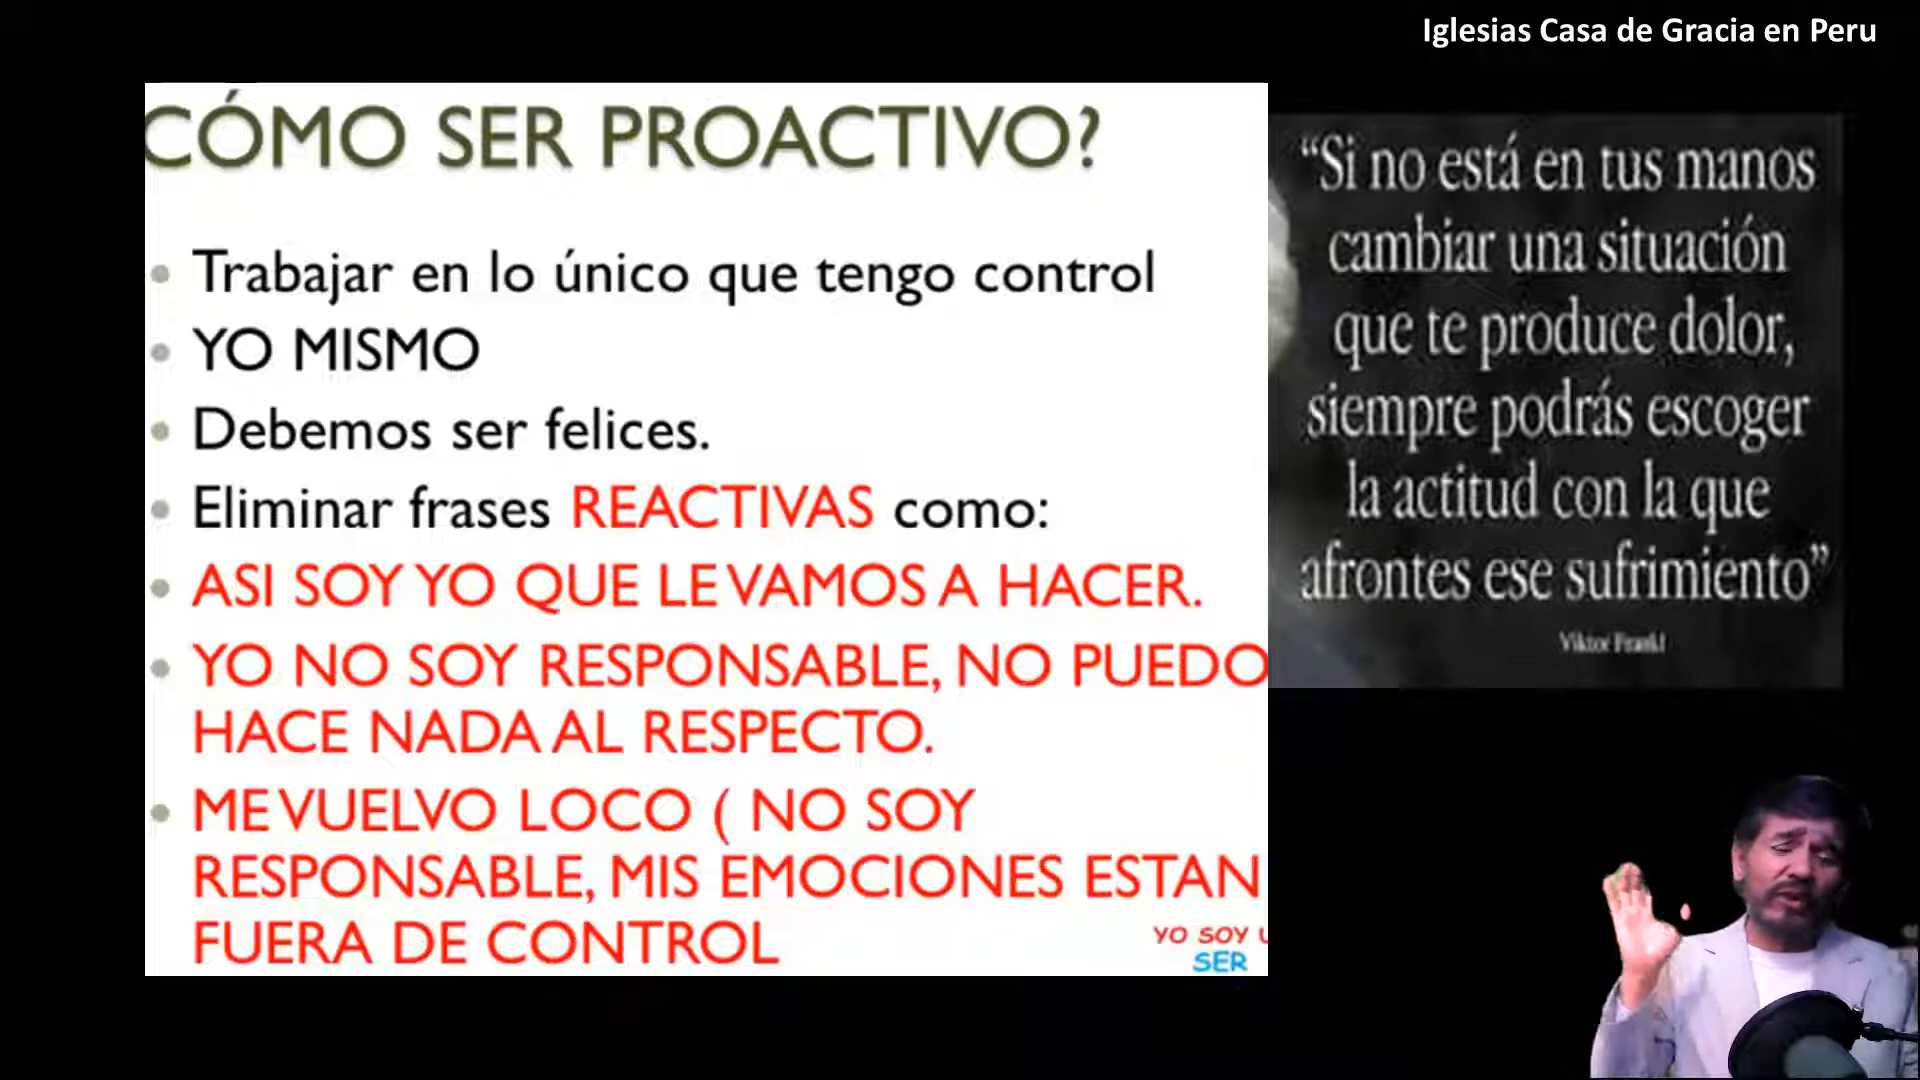 Iglesias Casa de Gracia en Peru
CÓMO SER PROACTIVO?
Trabajar en lo único que tengo control
YO MISMO
Debemos ser felices.
Eliminar frases REACTIVAS como:
ASI SOY YO QUE LE VAMOS A HACER.
YO NO SOY RESPONSABLE, NO PUEDO
HACE NADA AL RESPECTO.
ME VUELVO LOCO ( NO SOY
RESPONSABLE, MIS EMOCIONES ESTAN
FUERA DE CONTROL
YO SOY U
SER
“Si no está en tus manos
cambiar una situación
que te produce dolor,
siempre podrás escoger
la actitud con la que
afrontes ese sufrimiento”
Viktor Frankl